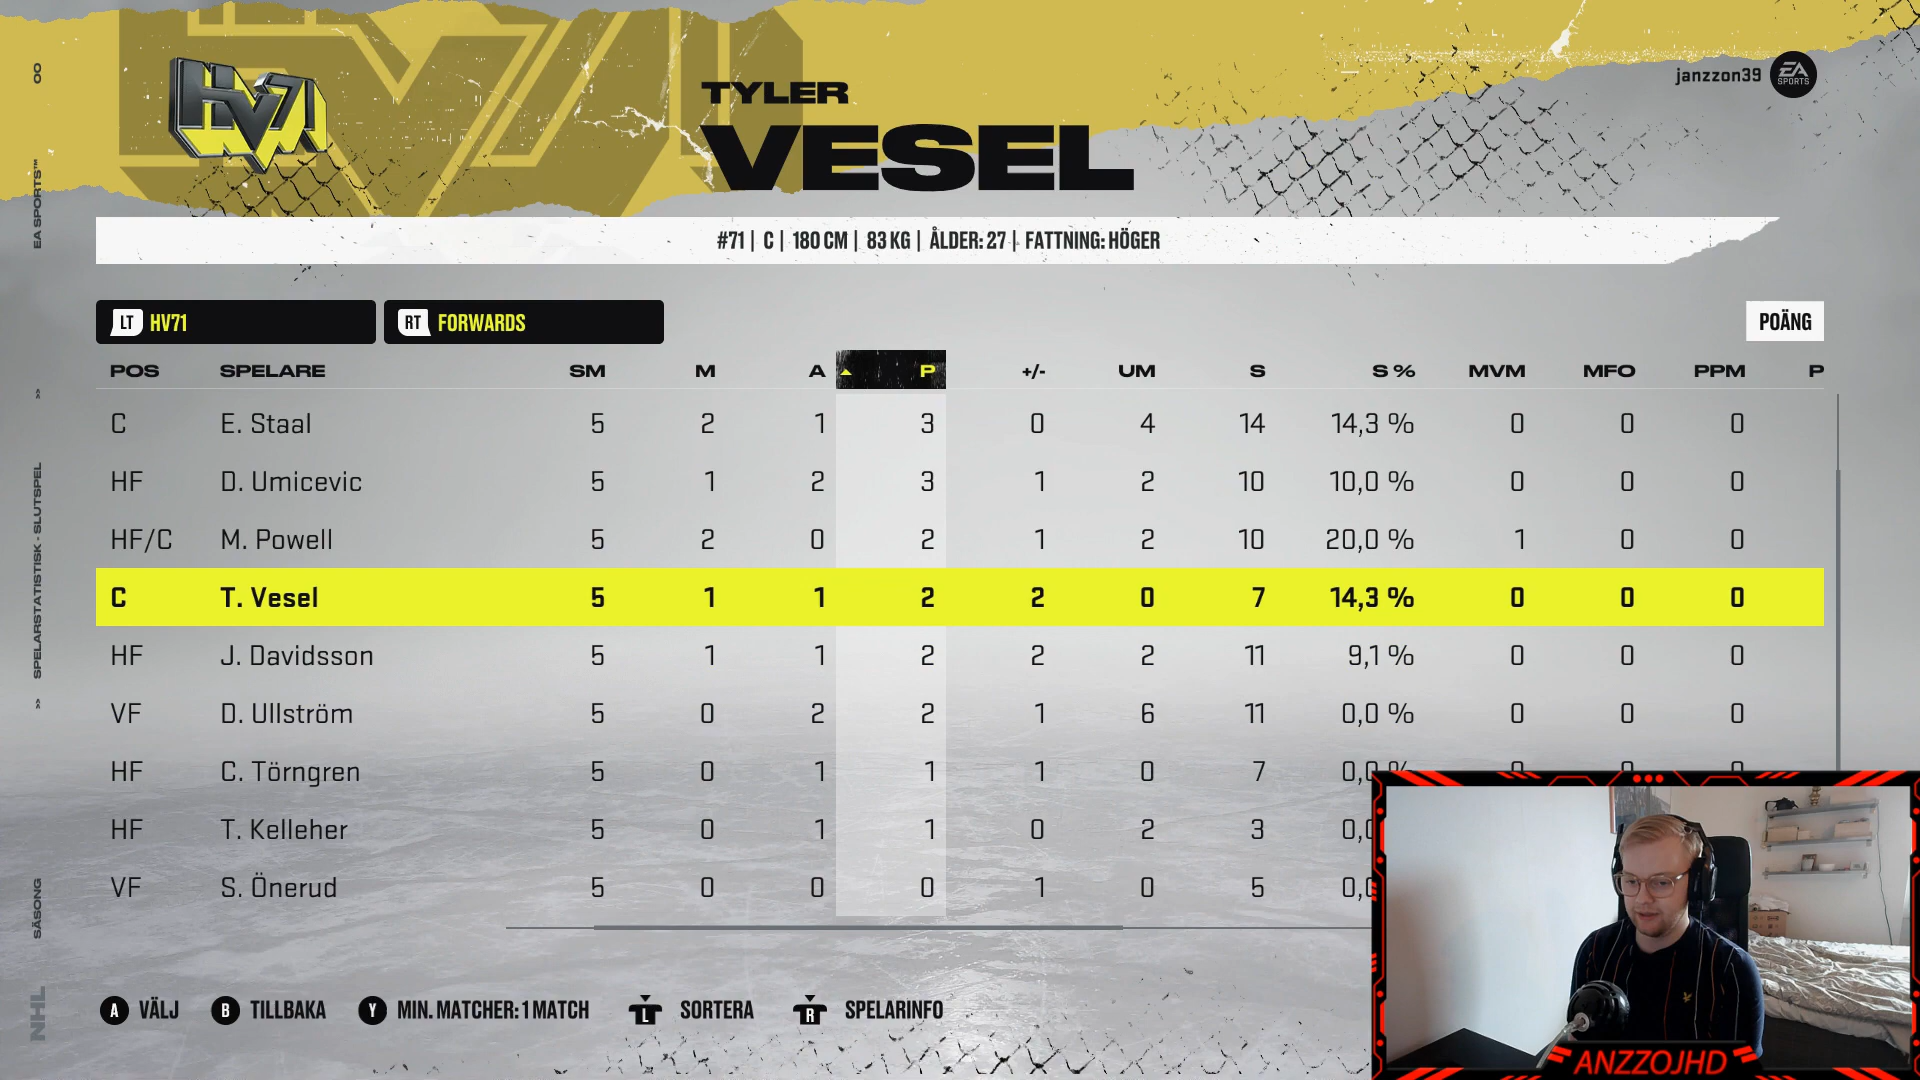 HV71
TYLER
VESEL
janzzon39
EA SPORTS
#71 | C | 180 CM | 83 KG | ÅLDER: 27 | FATTNING: HÖGER
LT HV71
RT FORWARDS
POÄNG
POS SPELARE SM M A P +/- UM S S % MVM MFO PPM P
C E. Staal 5 2 1 3 0 4 14 14,3 % 0 0 0
HF D. Umicevic 5 1 2 3 1 2 10 10,0 % 0 0 0
HF/C M. Powell 5 2 0 2 1 2 10 20,0 % 1 0 0
C T. Vesel 5 1 1 2 2 0 7 14,3 % 0 0 0
HF J. Davidsson 5 1 1 2 2 2 11 9,1 % 0 0 0
VF D. Ullström 5 0 2 2 1 6 11 0,0 % 0 0 0
HF C. Törngren 5 0 1 1 1 0 7
HF T. Kelleher 5 0 1 1 0 2 3
VF S. Önerud 5 0 0 0 1 0 5
A VÄLJ B TILLBAKA Y MIN. MATCHER: 1 MATCH L SORTERA R SPELARINFO
NHL SÄSONG >> SPELARSTATISTISK - SLUTSPEL >> EA SPORTS™
ANZZOJHD